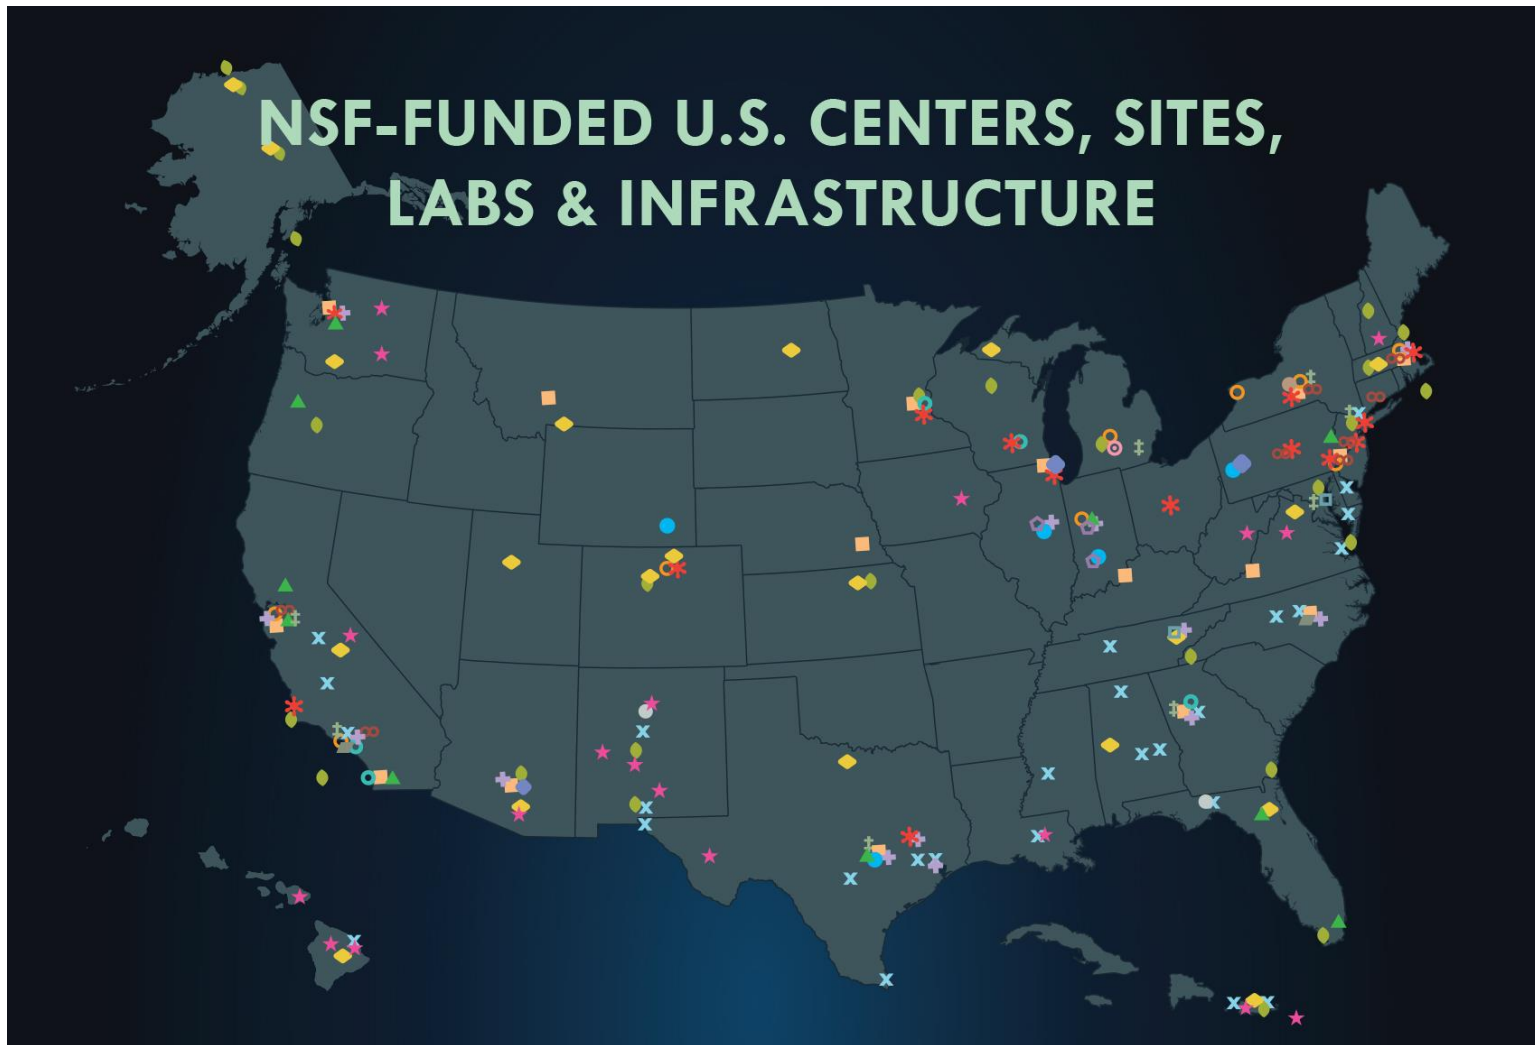 NSF-FUNDED U.S. CENTERS, SITES,
LABS & INFRASTRUCTURE